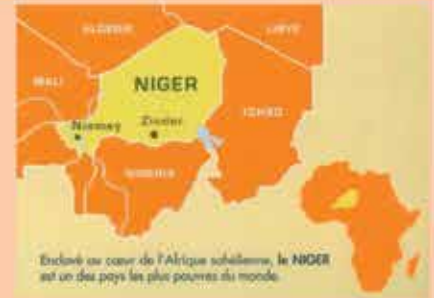 ALGERIE
LIBYE
MALI
NIGER
TCHAD
Niamey
Zinder
NIGERIA
Enclavé au cœur de l'Afrique sahélienne, le NIGER
est un des pays les plus pauvres du monde.